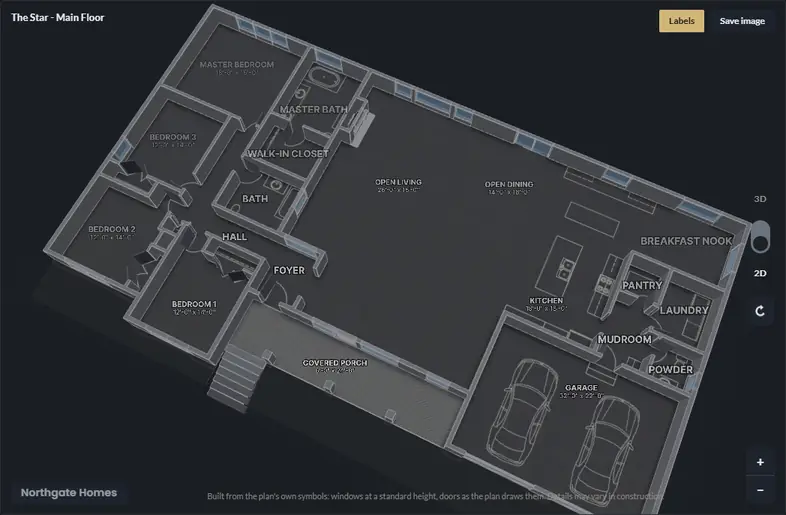 The Star - Main Floor
Labels
Save image
MASTER BEDROOM
MASTER BATH
BEDROOM 3
WALK-IN CLOSET
OPEN LIVING
OPEN DINING
BATH
3D
BEDROOM 2
HALL
BREAKFAST NOOK
FOYER
2D
PANTRY
BEDROOM 1
KITCHEN
LAUNDRY
MUDROOM
COVERED PORCH
POWDER
GARAGE
+
−
Northgate Homes
Built from the plan's own symbols: windows at a standard height, doors as the plan draws them. Details may vary in construction.